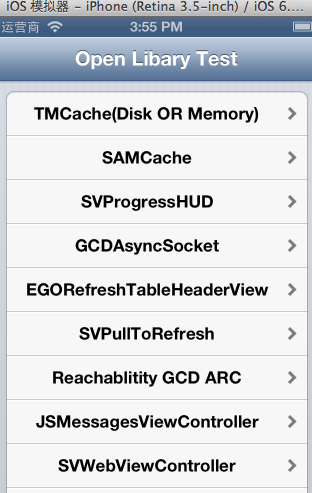 iOS 模拟器 - iPhone (Retina 3.5-inch) / iOS 6....
运营商 3:55 PM
Open Libary Test
TMCache(Disk OR Memory)
SAMCache
SVProgressHUD
GCDAsyncSocket
EGORefreshTableHeaderView
SVPullToRefresh
Reachablitity GCD ARC
JSMessagesViewController
SVWebViewController